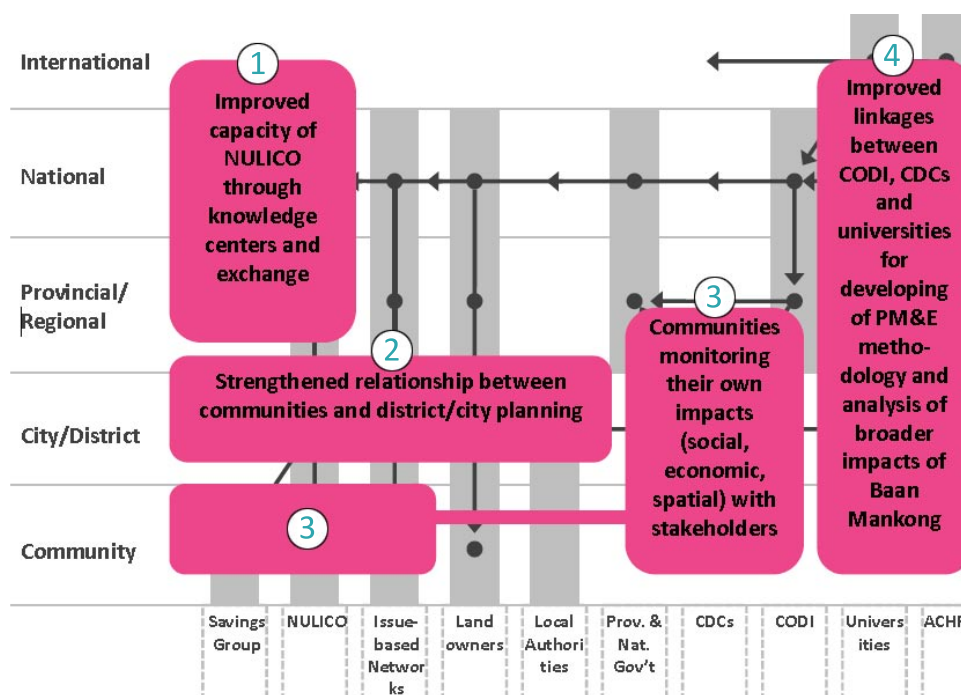 International
National
Provincial/
Regional
City/District
Community
1
Improved
capacity of
NULICO
through
knowledge
centers and
exchange
2
Strengthened relationship between
communities and district/city planning
3
3
Communities
monitoring
their own
impacts
(social,
economic,
spatial) with
stakeholders
4
Improved
linkages
between
CODI, CDCs
and
universities
for
developing
of PM&E
metho-
dology and
analysis of
broader
impacts of
Baan
Mankong
Savings
Group
NULICO
Issue-
based
Networ
ks
Land
owners
Local
Authori
ties
Prov. &
Nat.
Gov't
CDCs
CODI
Univers
ities
ACHR